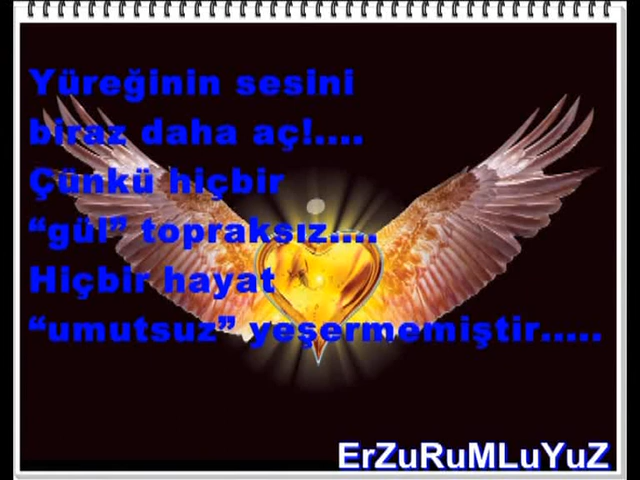 Yüreğinin sesini
biraz daha aç!....
Çünkü hiçbir
“gül” topraksız....
Hiçbir hayat
“umutsuz” yeşermemiştir.....
ErZuRuMLuYuZ